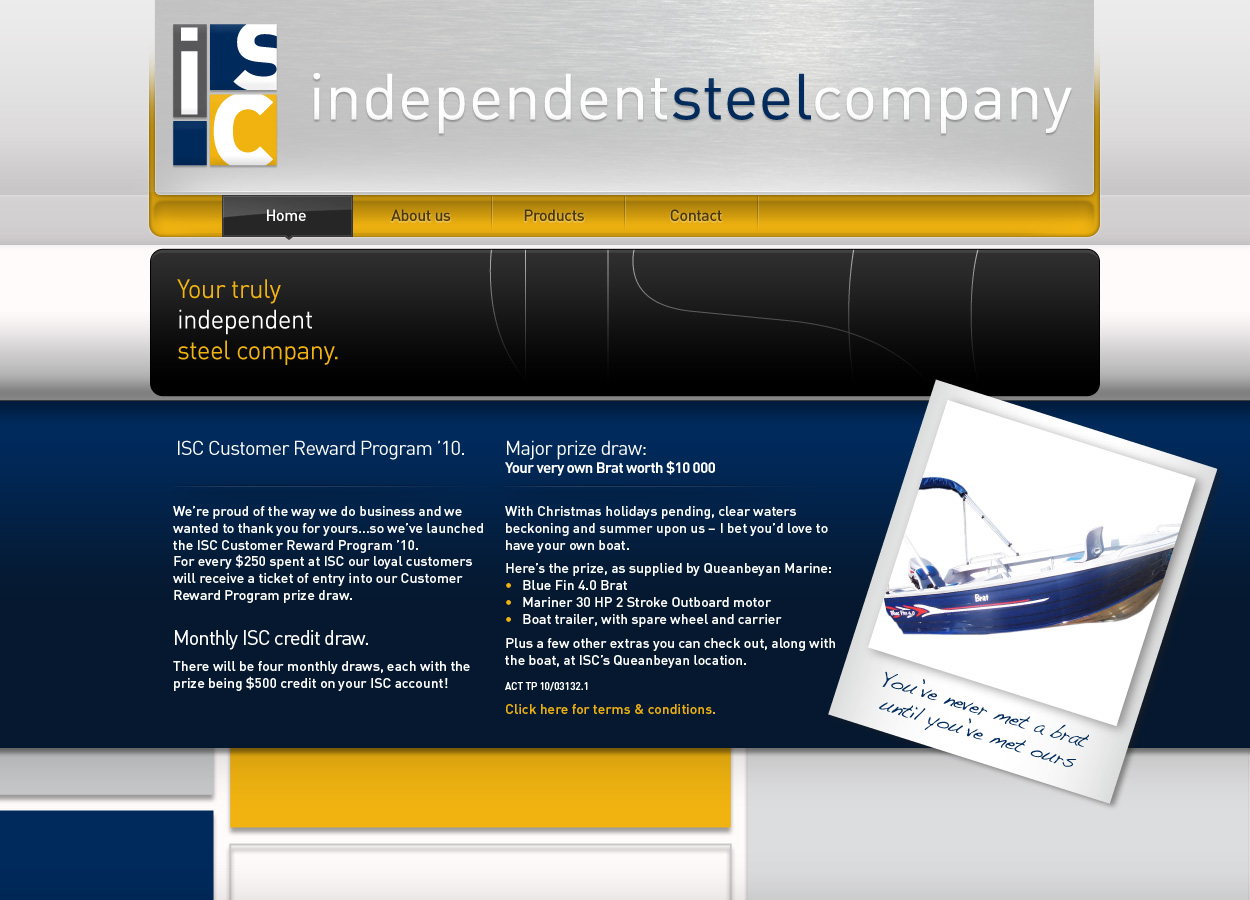 isc
independentsteelcompany
Home
About us
Products
Contact
Your truly
independent
steel company.
ISC Customer Reward Program ’10.
We’re proud of the way we do business and we
wanted to thank you for yours...so we’ve launched
the ISC Customer Reward Program ’10.
For every $250 spent at ISC our loyal customers
will receive a ticket of entry into our Customer
Reward Program prize draw.
Monthly ISC credit draw.
There will be four monthly draws, each with the
prize being $500 credit on your ISC account!
Major prize draw:
Your very own Brat worth $10 000
With Christmas holidays pending, clear waters
beckoning and summer upon us – I bet you’d love to
have your own boat.
Here’s the prize, as supplied by Queanbeyan Marine:
• Blue Fin 4.0 Brat
• Mariner 30 HP 2 Stroke Outboard motor
• Boat trailer, with spare wheel and carrier
Plus a few other extras you can check out, along with
the boat, at ISC’s Queanbeyan location.
ACT TP 10/03132.1
Click here for terms & conditions.
Brat
Blue Fin 4.0
You've never met a brat
until you've met ours